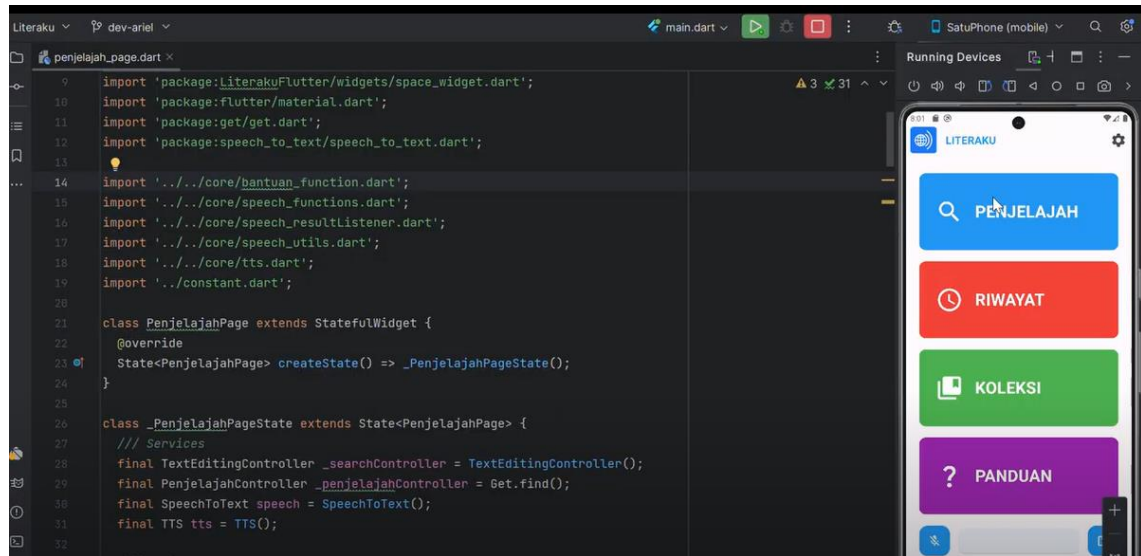 Literaku
dev-ariel
main.dart
SatuPhone (mobile)
penjelajah_page.dart
Running Devices
9 import 'package:LiterakuFlutter/widgets/space_widget.dart';
3 31
10 import 'package:flutter/material.dart';
11 import 'package:get/get.dart';
12 import 'package:speech_to_text/speech_to_text.dart';
13
14 import '../../core/bantuan_function.dart';
15 import '../../core/speech_functions.dart';
16 import '../../core/speech_resultListener.dart';
17 import '../../core/speech_utils.dart';
18 import '../../core/tts.dart';
19 import '../constant.dart';
20
21 class PenjelajahPage extends StatefulWidget {
22 @override
23 State<PenjelajahPage> createState() => _PenjelajahPageState();
24 }
25
26 class _PenjelajahPageState extends State<PenjelajahPage> {
27 /// Services
28 final TextEditingController _searchController = TextEditingController();
29 final PenjelajahController _penjelajahController = Get.find();
30 final SpeechToText speech = SpeechToText();
31 final TTS tts = TTS();
32
8:01
LITERAKU
PENJELAJAH
RIWAYAT
KOLEKSI
? PANDUAN